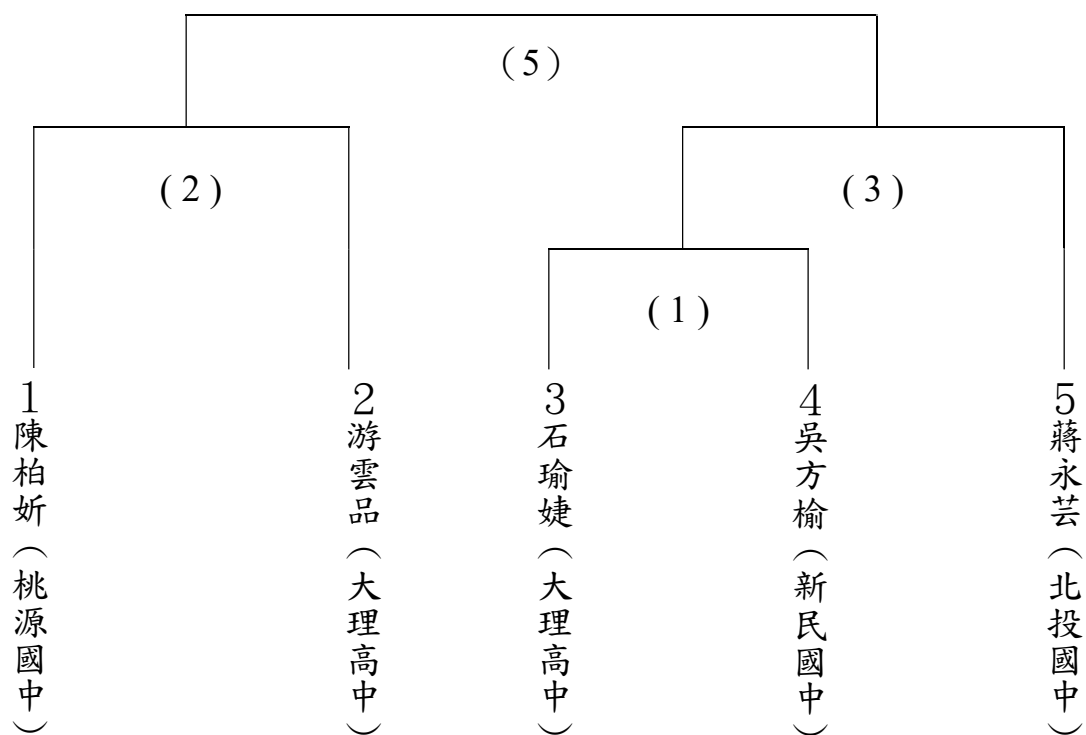 （5）
(2)
(3)
(1)
1陳柏妡（桃源國中）
2游雲品（大理高中）
3石瑜婕（大理高中）
4吳方榆（新民國中）
5蔣永芸（北投國中）